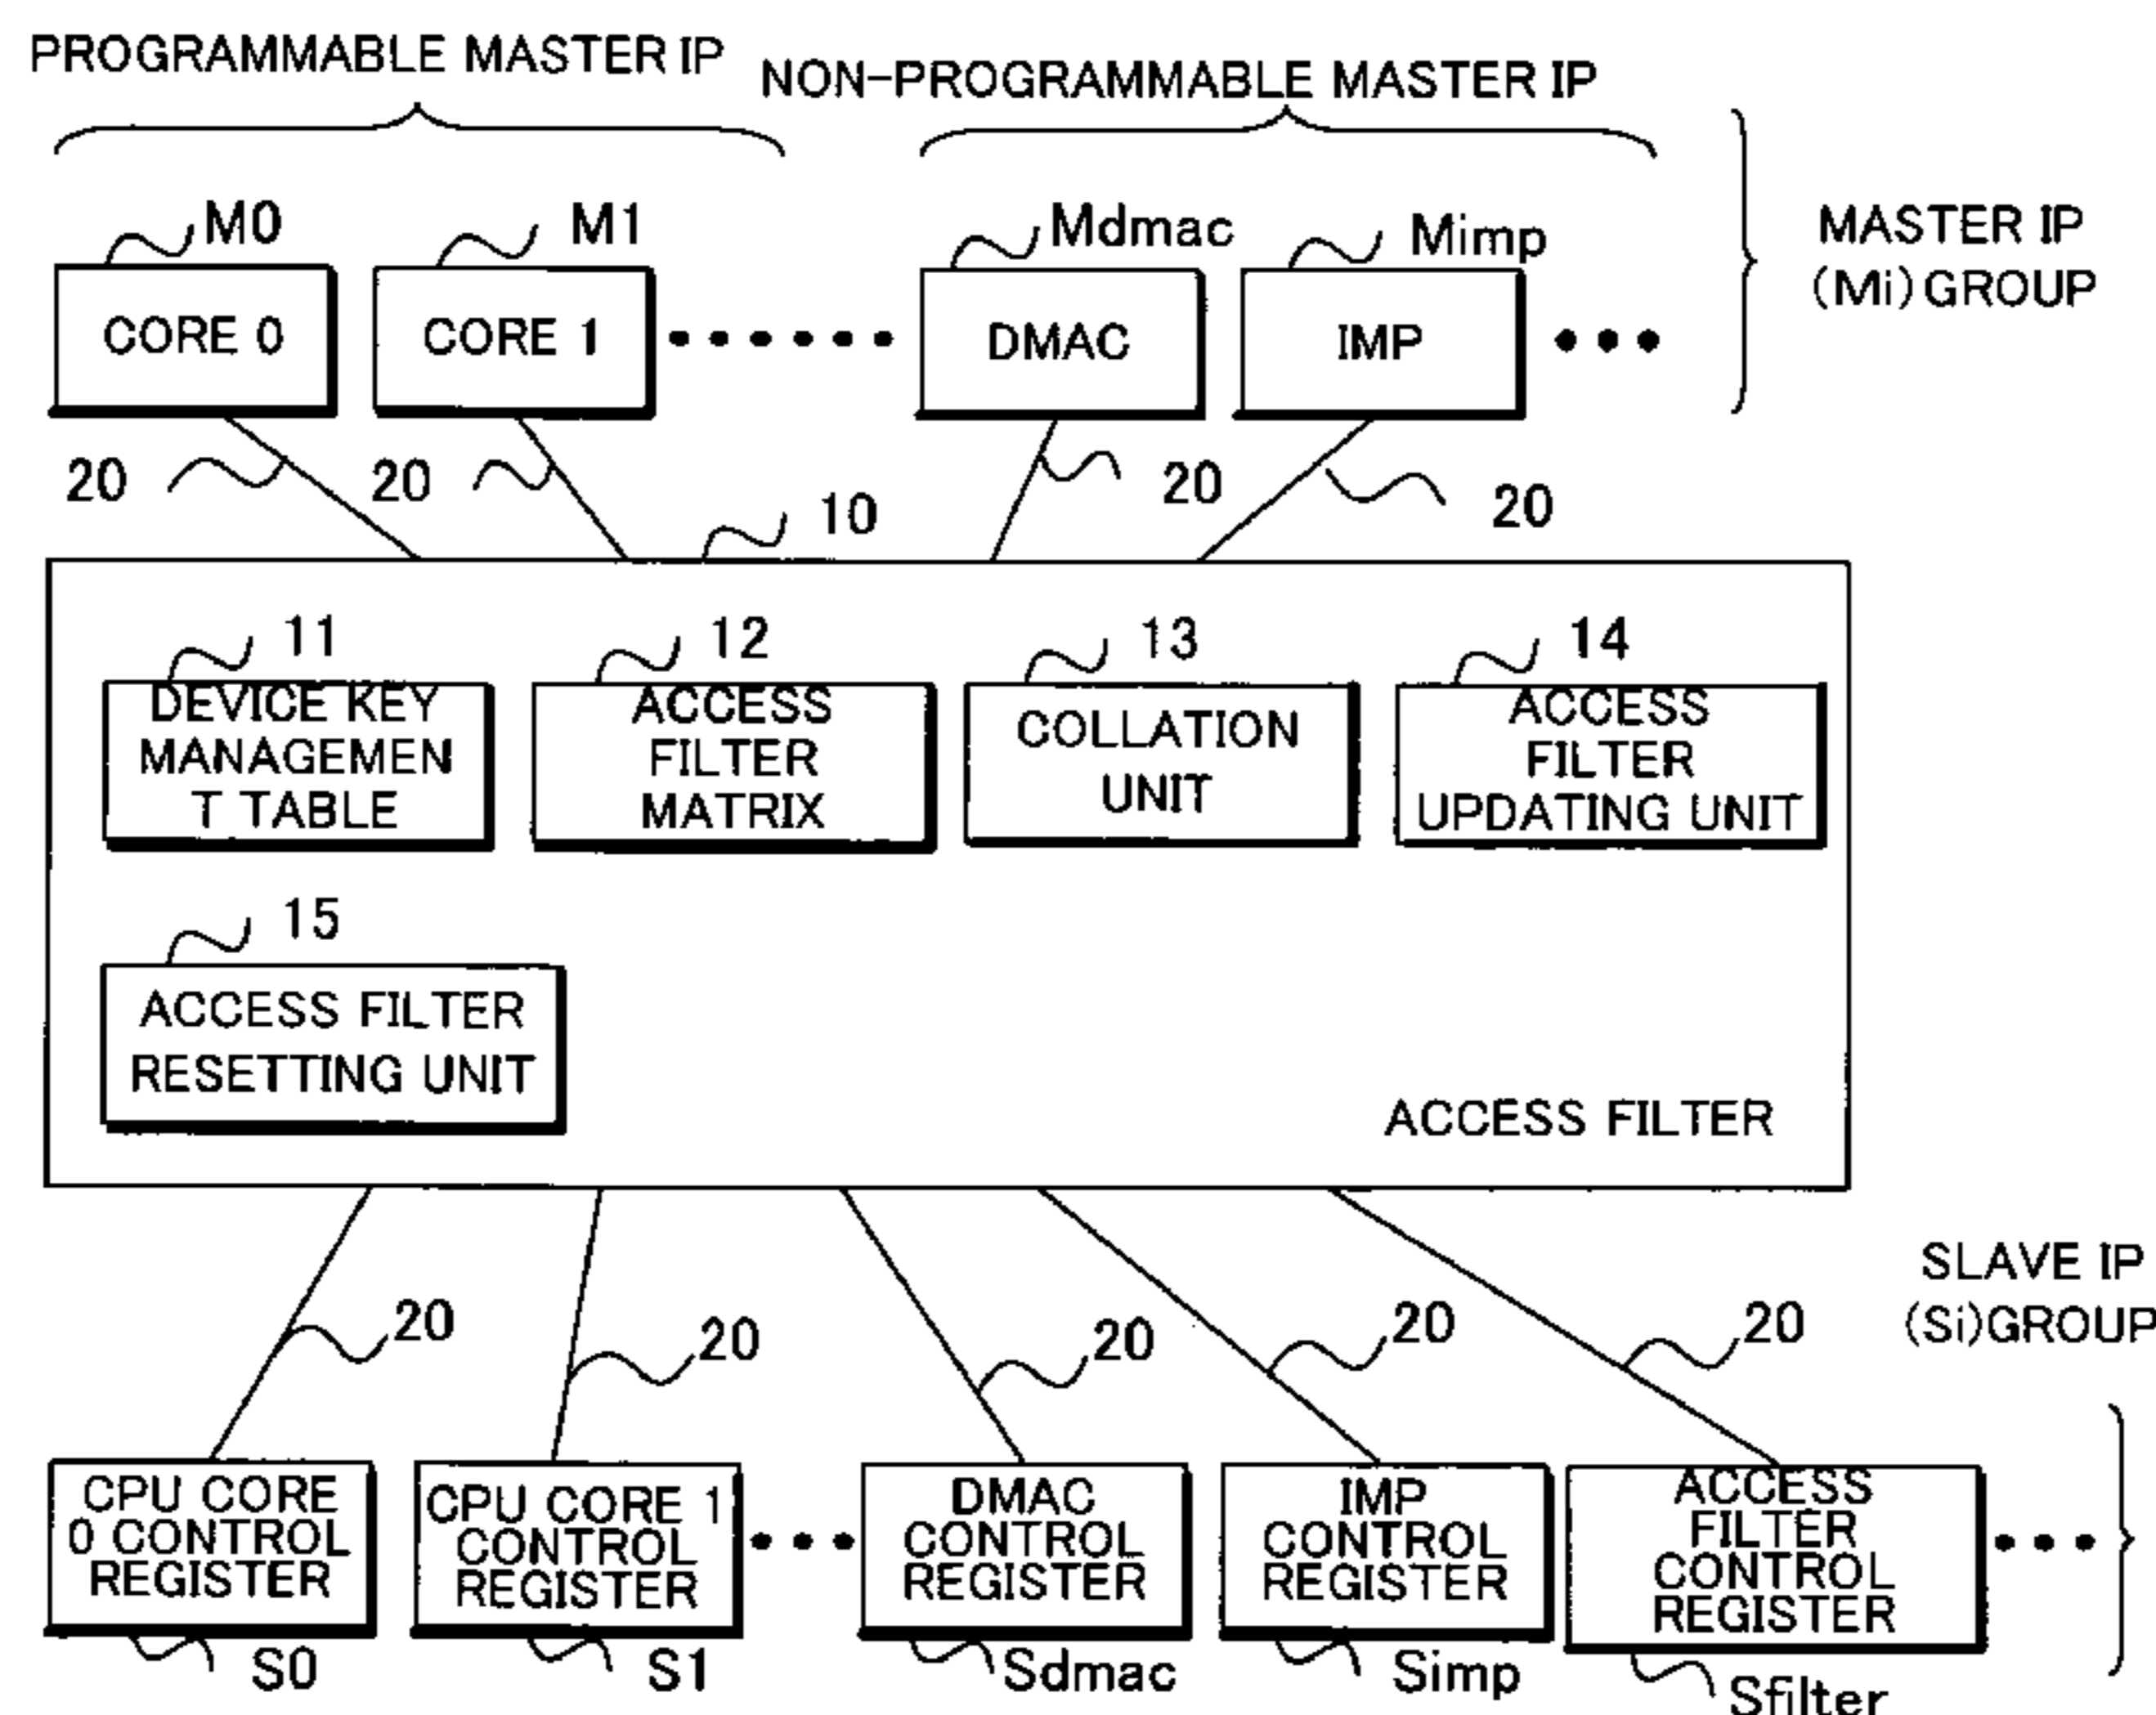 PROGRAMMABLE MASTER IP
NON-PROGRAMMABLE MASTER IP
M0
M1
Mdmac
Mimp
MASTER IP
(Mi) GROUP
CORE 0
CORE 1
DMAC
IMP
20
20
20
20
10
11
12
13
14
DEVICE KEY
MANAGEMEN
T TABLE
ACCESS
FILTER
MATRIX
COLLATION
UNIT
ACCESS
FILTER
UPDATING UNIT
15
ACCESS FILTER
RESETTING UNIT
ACCESS FILTER
SLAVE IP
(Si)GROUP
20
20
20
20
20
CPU CORE
0 CONTROL
REGISTER
CPU CORE 1
CONTROL
REGISTER
DMAC
CONTROL
REGISTER
IMP
CONTROL
REGISTER
ACCESS
FILTER
CONTROL
REGISTER
S0
S1
Sdmac
Simp
Sfilter